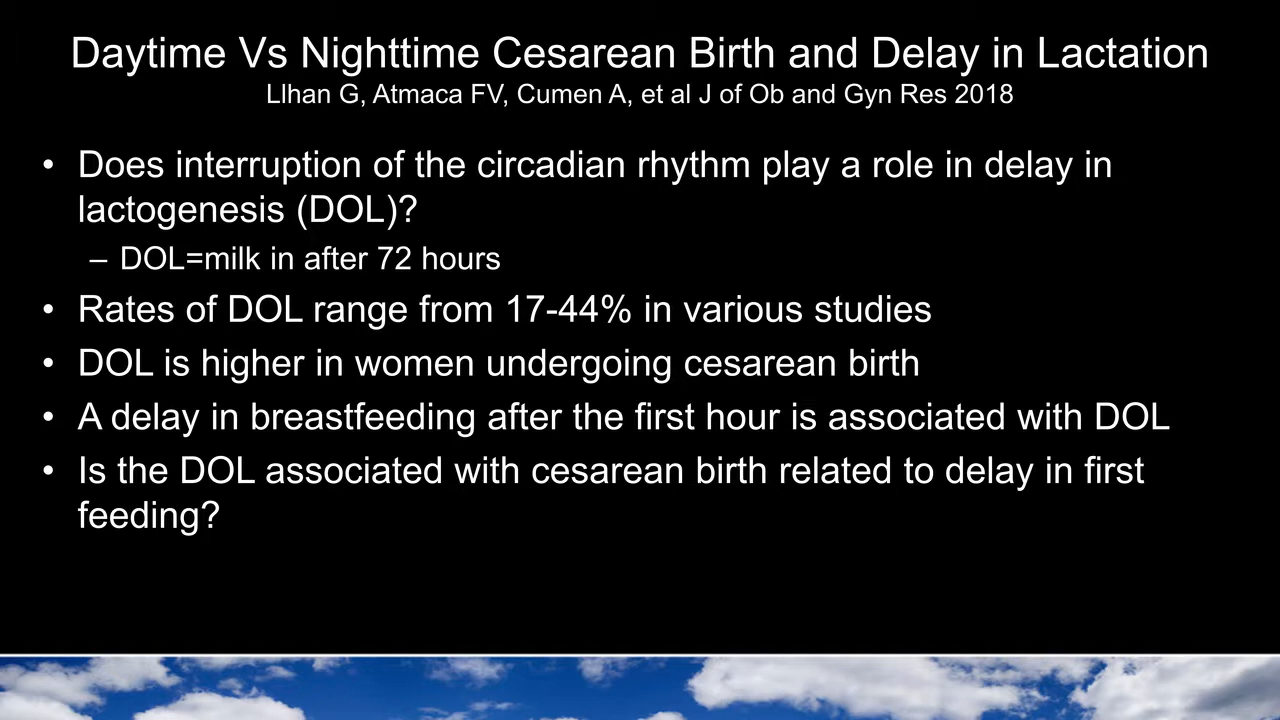 Daytime Vs Nighttime Cesarean Birth and Delay in Lactation
Llhan G, Atmaca FV, Cumen A, et al J of Ob and Gyn Res 2018
• Does interruption of the circadian rhythm play a role in delay in
lactogenesis (DOL)?
– DOL=milk in after 72 hours
• Rates of DOL range from 17-44% in various studies
• DOL is higher in women undergoing cesarean birth
• A delay in breastfeeding after the first hour is associated with DOL
• Is the DOL associated with cesarean birth related to delay in first
feeding?